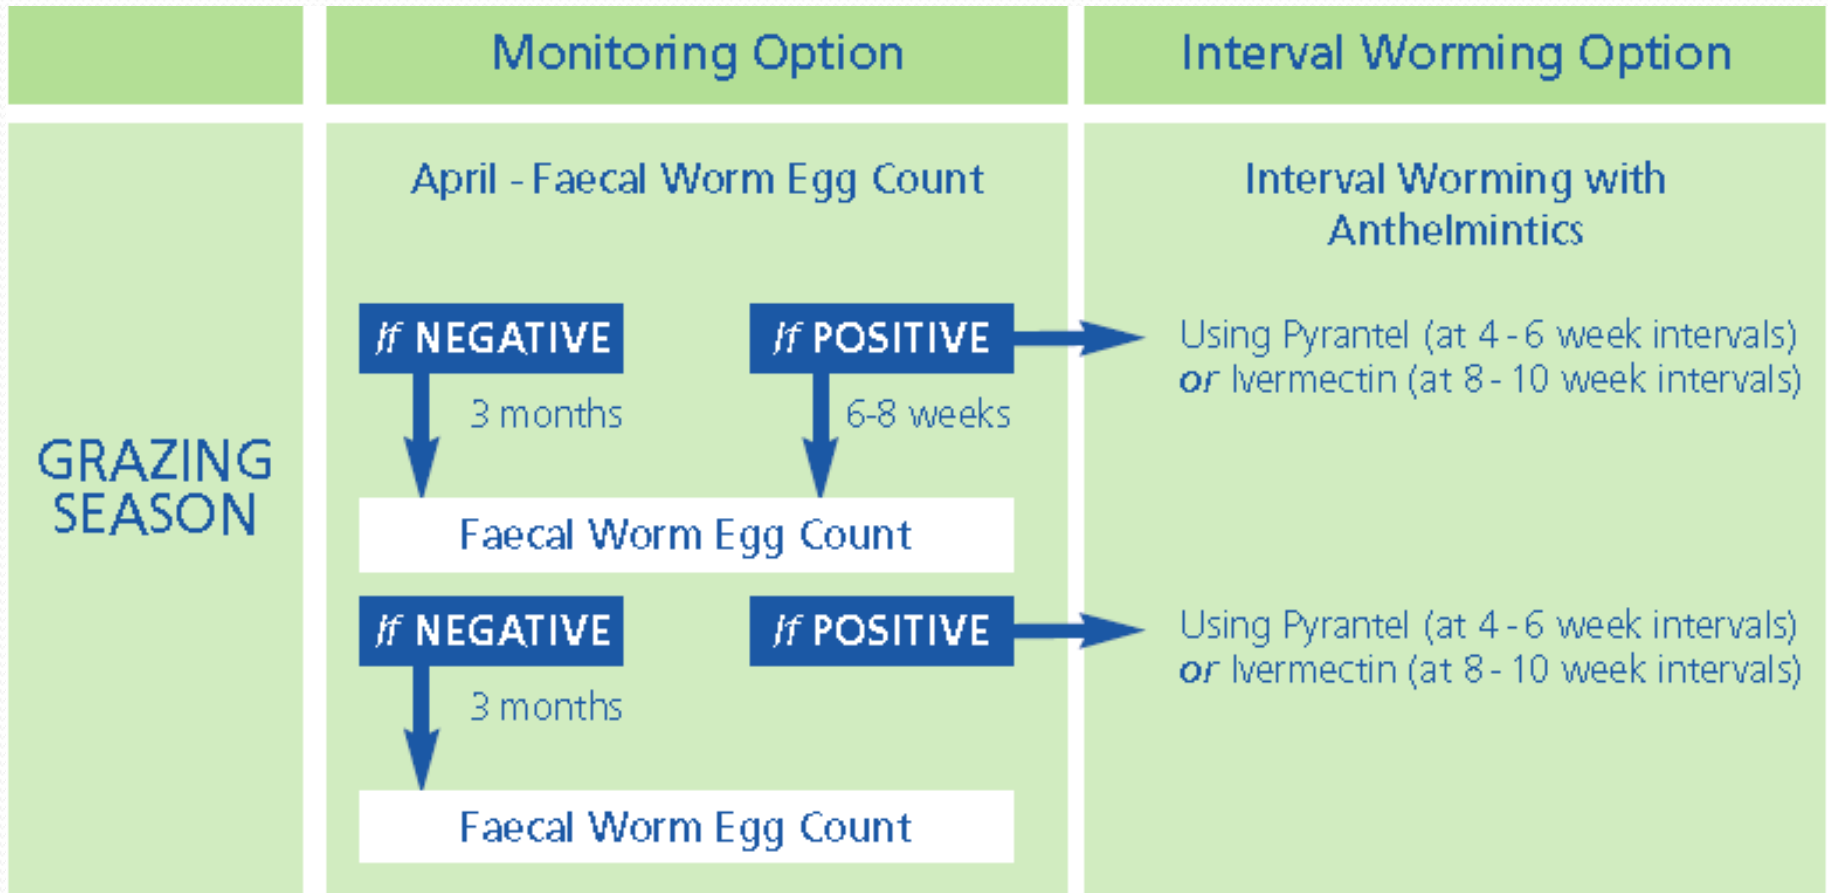 Monitoring Option
Interval Worming Option
GRAZING
SEASON
April - Faecal Worm Egg Count
If NEGATIVE
If POSITIVE
3 months
6-8 weeks
Faecal Worm Egg Count
If NEGATIVE
If POSITIVE
3 months
Faecal Worm Egg Count
Interval Worming with
Anthelmintics
Using Pyrantel (at 4 - 6 week intervals)
or Ivermectin (at 8 - 10 week intervals)
Using Pyrantel (at 4 - 6 week intervals)
or Ivermectin (at 8 - 10 week intervals)